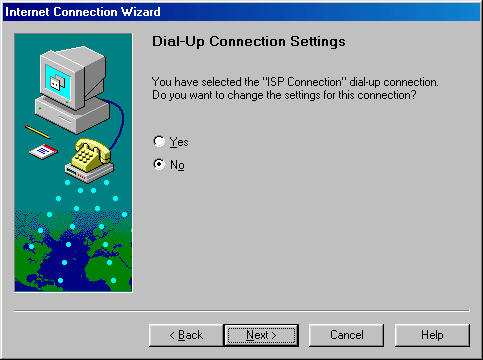 Internet Connection Wizard
Dial-Up Connection Settings
You have selected the "ISP Connection" dial-up connection.
Do you want to change the settings for this connection?
Yes
No
< Back
Next >
Cancel
Help